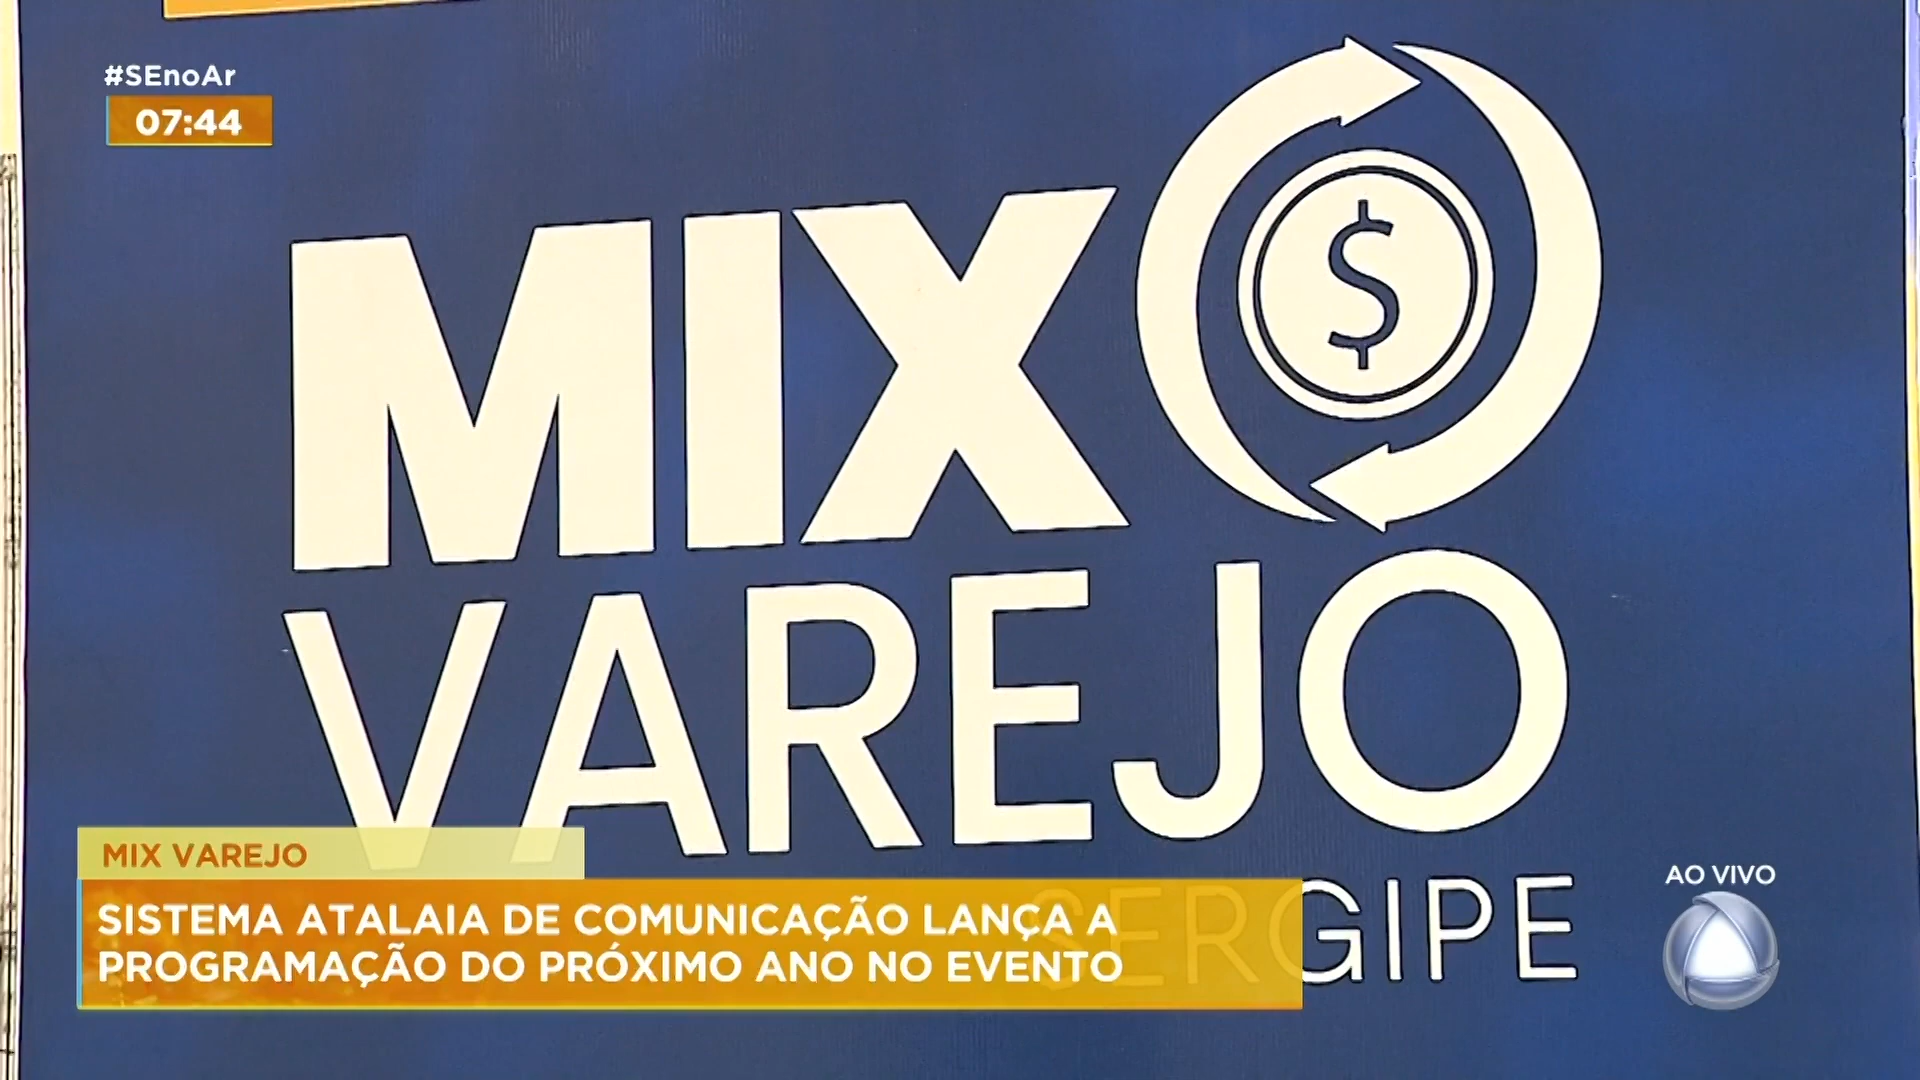 #SEnoAr
07:44
MIX
$
VAREJO
SERGIPE
MIX VAREJO
SISTEMA ATALAIA DE COMUNICAÇÃO LANÇA A
PROGRAMAÇÃO DO PRÓXIMO ANO NO EVENTO
AO VIVO